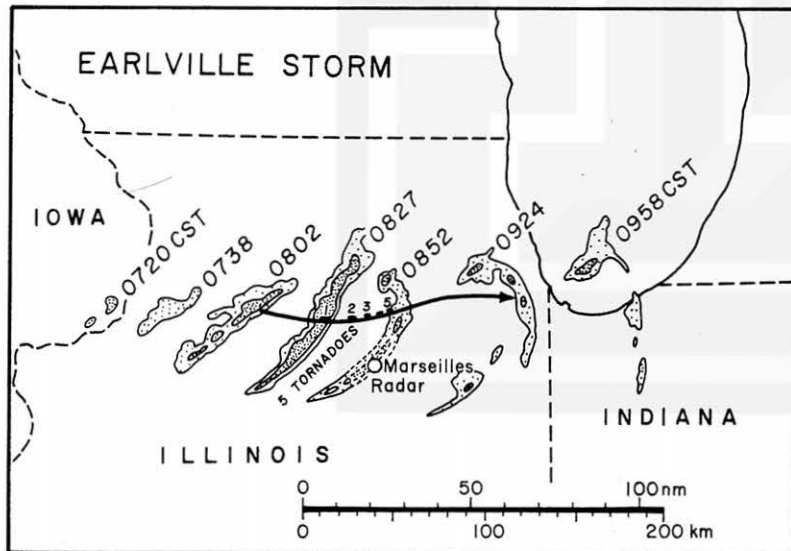 EARLVILLE STORM
IOWA
0720 CST
0738
0802
0827
0852
0924
0958 CST
1 2 3 5
5 TORNADOES
Marseilles
Radar
INDIANA
ILLINOIS
0 50 100 nm
0 100 200 km